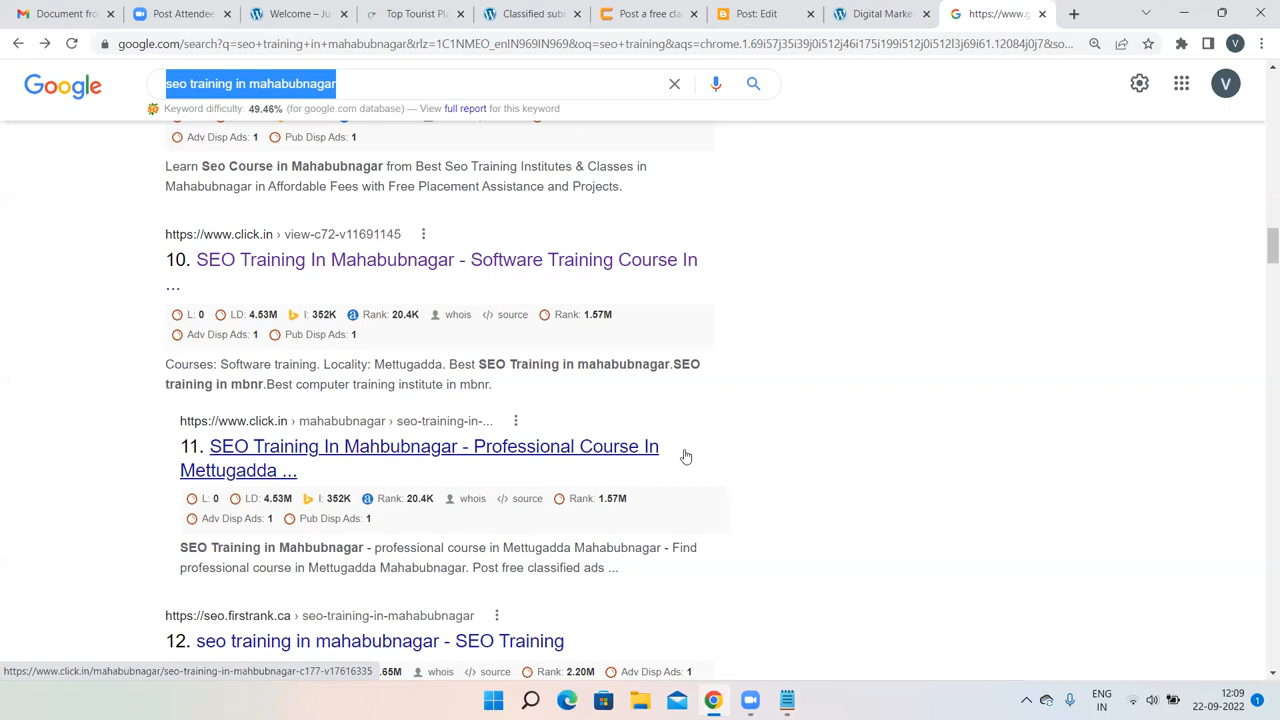 Document fro
Post Attendee
Welcome – Ju
Top Tourist Pl
Classified sub
Post a free cla
Post: Edit
Digital Market
https://www.g
google.com/search?q=seo+training+in+mahabubnagar&rlz=1C1NMEO_enIN969IN969&oq=seo+training&aqs=chrome.1.69i57j35i39j0i512j46i175i199i512j0i512l3j69i61.12084j0j7&so...
V
Google
seo training in mahabubnagar
V
Keyword difficulty: 49.46% (for google.com database) — View full report for this keyword
Adv Disp Ads: 1 Pub Disp Ads: 1
Learn Seo Course in Mahabubnagar from Best Seo Training Institutes & Classes in
Mahabubnagar in Affordable Fees with Free Placement Assistance and Projects.
https://www.click.in › view-c72-v11691145
10. SEO Training In Mahabubnagar - Software Training Course In
...
L: 0 LD: 4.53M I: 352K Rank: 20.4K whois source Rank: 1.57M
Adv Disp Ads: 1 Pub Disp Ads: 1
Courses: Software training. Locality: Mettugadda. Best SEO Training in mahabubnagar.SEO
training in mbnr.Best computer training institute in mbnr.
https://www.click.in › mahabubnagar › seo-training-in-...
11. SEO Training In Mahbubnagar - Professional Course In
Mettugadda ...
L: 0 LD: 4.53M I: 352K Rank: 20.4K whois source Rank: 1.57M
Adv Disp Ads: 1 Pub Disp Ads: 1
SEO Training in Mahbubnagar - professional course in Mettugadda Mahabubnagar - Find
professional course in Mettugadda Mahabubnagar. Post free classified ads ...
https://seo.firstrank.ca › seo-training-in-mahabubnagar
12. seo training in mahabubnagar - SEO Training
https://www.click.in/mahabubnagar/seo-training-in-mahbubnagar-c177-v17616335 .65M whois source Rank: 2.20M Adv Disp Ads: 1
ENG
IN
12:09
22-09-2022
1